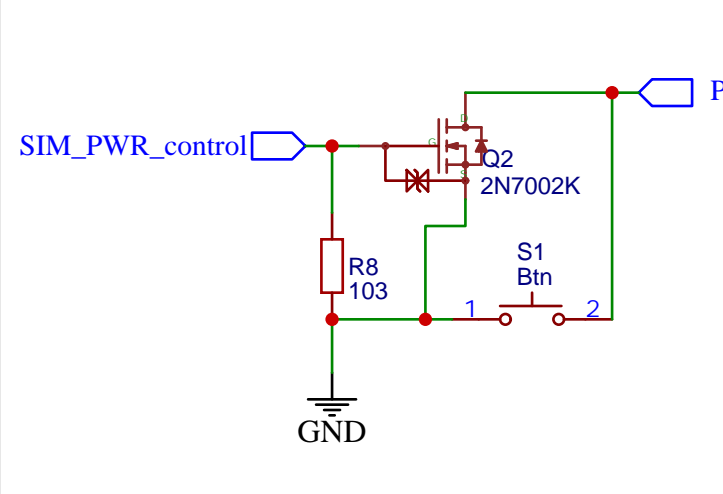 P
SIM_PWR_control
D
G
Q2
S
2N7002K
S1
Btn
R8
103
1
2
GND